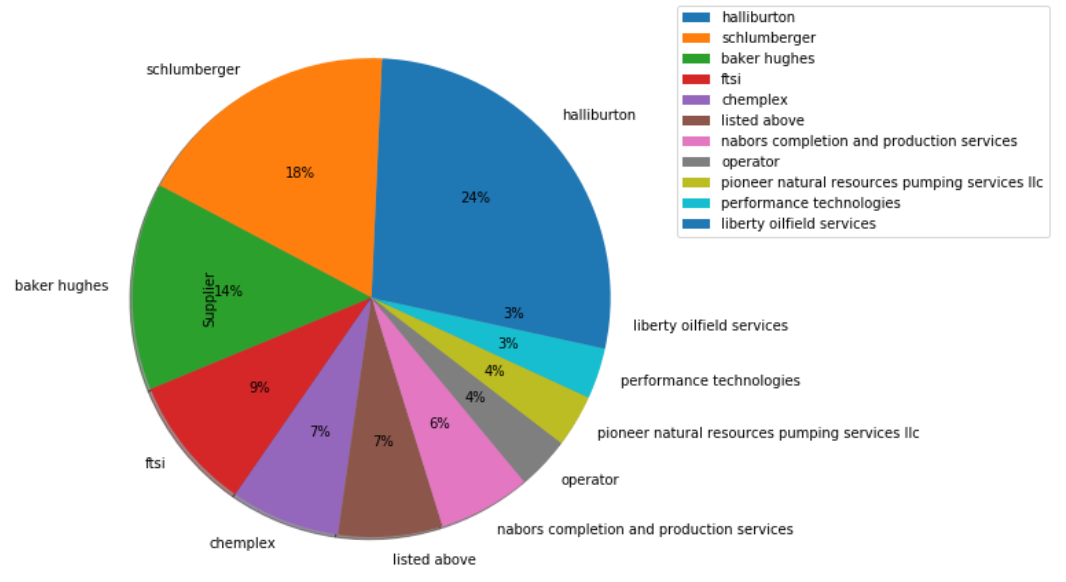 halliburton
schlumberger
baker hughes
ftsi
chemplex
listed above
nabors completion and production services
operator
pioneer natural resources pumping services llc
performance technologies
liberty oilfield services
schlumberger
halliburton
18%
24%
baker hughes
Supplier
14%
3%
liberty oilfield services
3%
performance technologies
4%
9%
4%
pioneer natural resources pumping services llc
6%
7%
7%
ftsi
operator
nabors completion and production services
chemplex
listed above